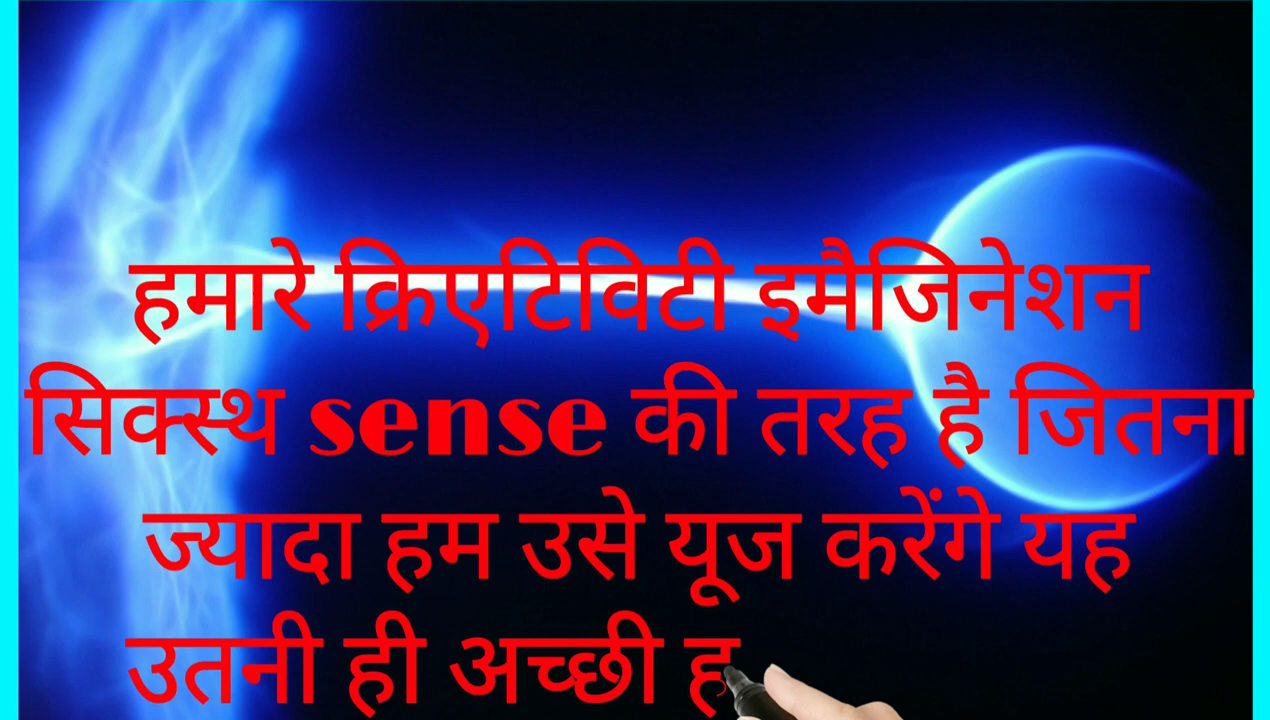 हमारे क्रिएटिविटी इमैजिनेशन
सिक्स्थ sense की तरह है जितना
ज्यादा हम उसे यूज करेंगे यह
उतनी ही अच्छी ह